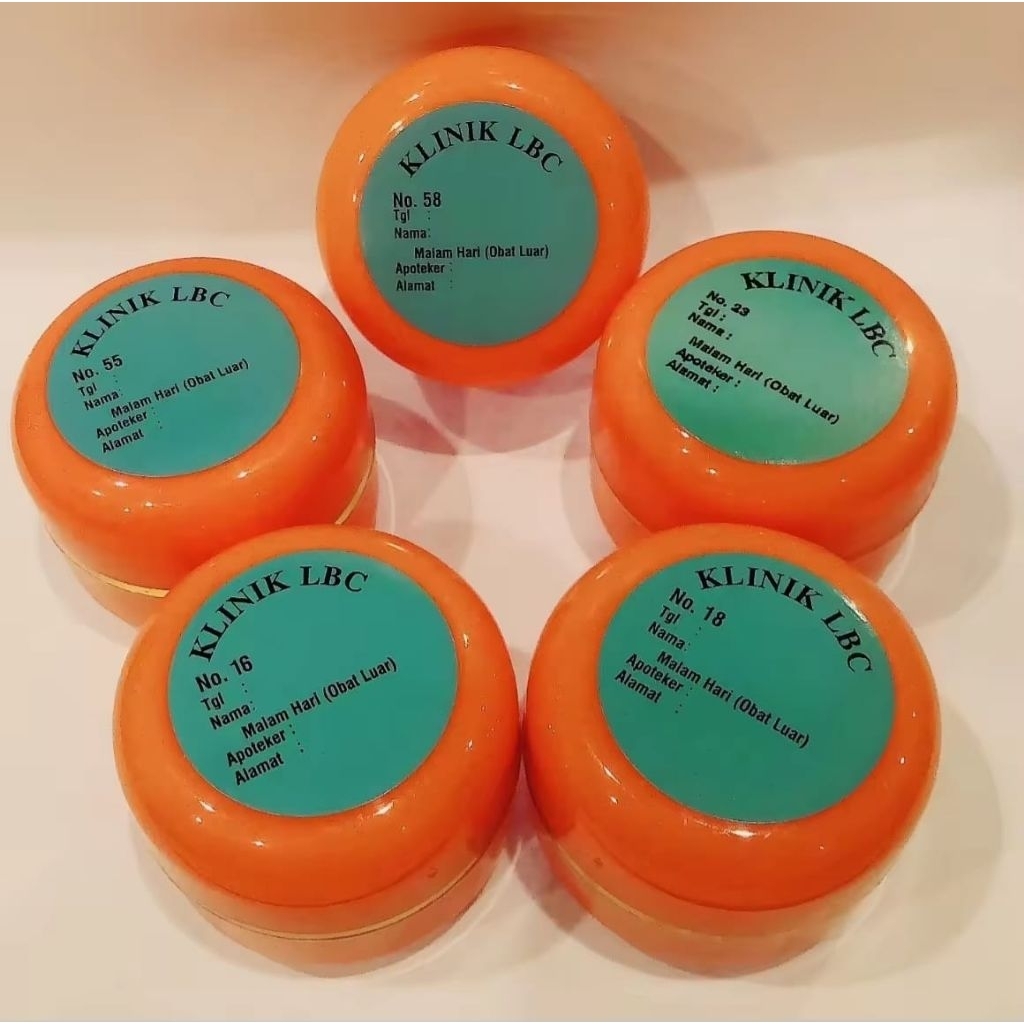 KLINIK LBC
No. 58
Tgl :
Nama:
Malam Hari (Obat Luar)
Apoteker :
Alamat :
KLINIK LBC
No. 55
Tgl :
Nama:
Malam Hari (Obat Luar)
Apoteker :
Alamat :
KLINIK LBC
No. 23
Tgl :
Nama :
Malam Hari (Obat Luar)
Apoteker :
Alamat :
KLINIK LBC
No. 16
Tgl :
Nama:
Malam Hari (Obat Luar)
Apoteker :
Alamat :
KLINIK LBC
No. 18
Tgl :
Nama:
Malam Hari (Obat Luar)
Apoteker :
Alamat :